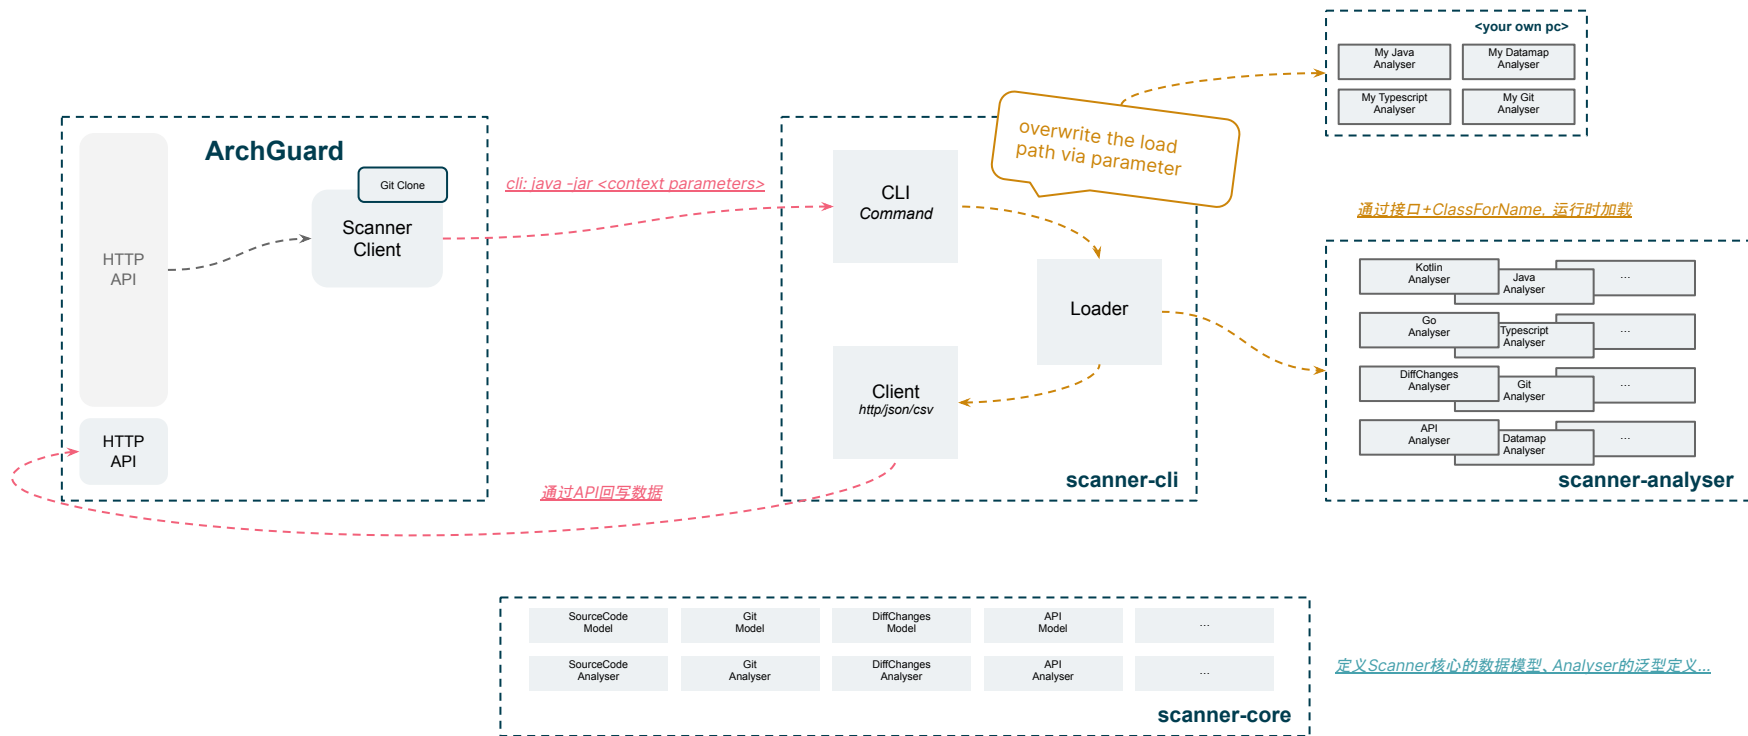 <your own pc>
My Java
Analyser
My Datamap
Analyser
My Typescript
Analyser
My Git
Analyser
ArchGuard
Git Clone
Scanner
Client
HTTP
API
HTTP
API
cli: java -jar <context parameters>
通过API回写数据
overwrite the load
path via parameter
CLI
Command
Loader
Client
http/json/csv
scanner-cli
通过接口+ClassForName, 运行时加载
Kotlin
Analyser
Java
Analyser
...
Go
Analyser
Typescript
Analyser
...
DiffChanges
Analyser
Git
Analyser
...
API
Analyser
Datamap
Analyser
...
scanner-analyser
SourceCode
Model
Git
Model
DiffChanges
Model
API
Model
...
SourceCode
Analyser
Git
Analyser
DiffChanges
Analyser
API
Analyser
...
scanner-core
定义Scanner核心的数据模型、Analyser的泛型定义...